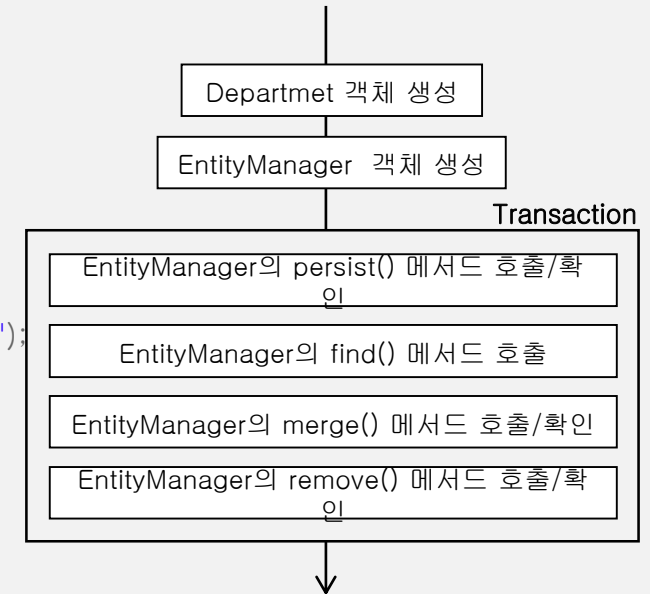 Departmet 객체 생성
EntityManager 객체 생성
Transaction
EntityManager의 persist() 메서드 호출/확
인
");
EntityManager의 find() 메서드 호출
EntityManager의 merge() 메서드 호출/확인
EntityManager의 remove() 메서드 호출/확
인